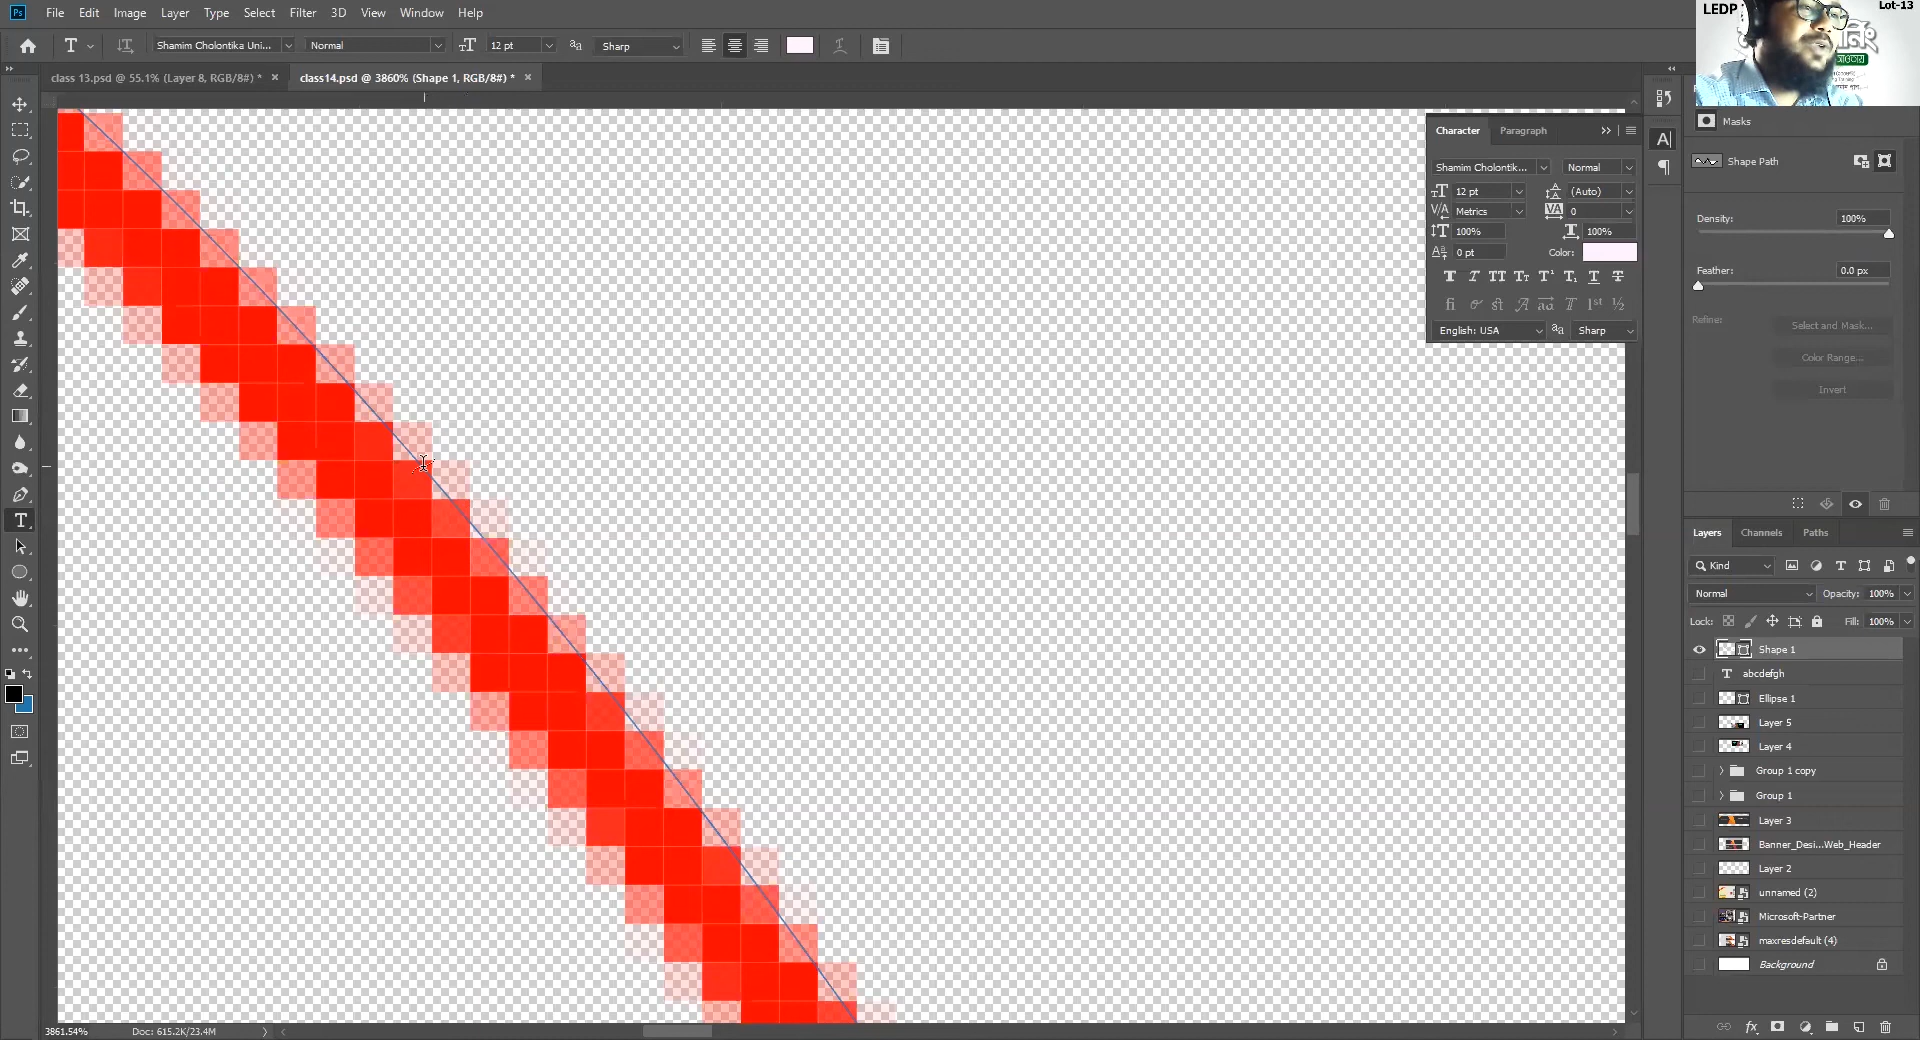 Ps File Edit Image Layer Type Select Filter 3D View Window Help
LEDP Lot-13
Shamim Cholontika Uni... Normal 12 pt Sharp
class 13.psd @ 55.1% (Layer 8, RGB/8#) * class14.psd @ 3860% (Shape 1, RGB/8#) *
Character Paragraph
Shamim Cholontik... Normal
12 pt (Auto)
Metrics 0
100% 100%
0 pt Color:
English: USA Sharp
Masks
Shape Path
Density: 100%
Feather: 0.0 px
Refine: Select and Mask...
Color Range...
Invert
Layers Channels Paths
Kind
Normal Opacity: 100%
Lock: Fill: 100%
Shape 1
abcdefgh
Ellipse 1
Layer 5
Layer 4
Group 1 copy
Group 1
Layer 3
Banner_Desi...Web_Header
Layer 2
unnamed (2)
Microsoft-Partner
maxresdefault (4)
Background
3861.54% Doc: 615.2K/23.4M